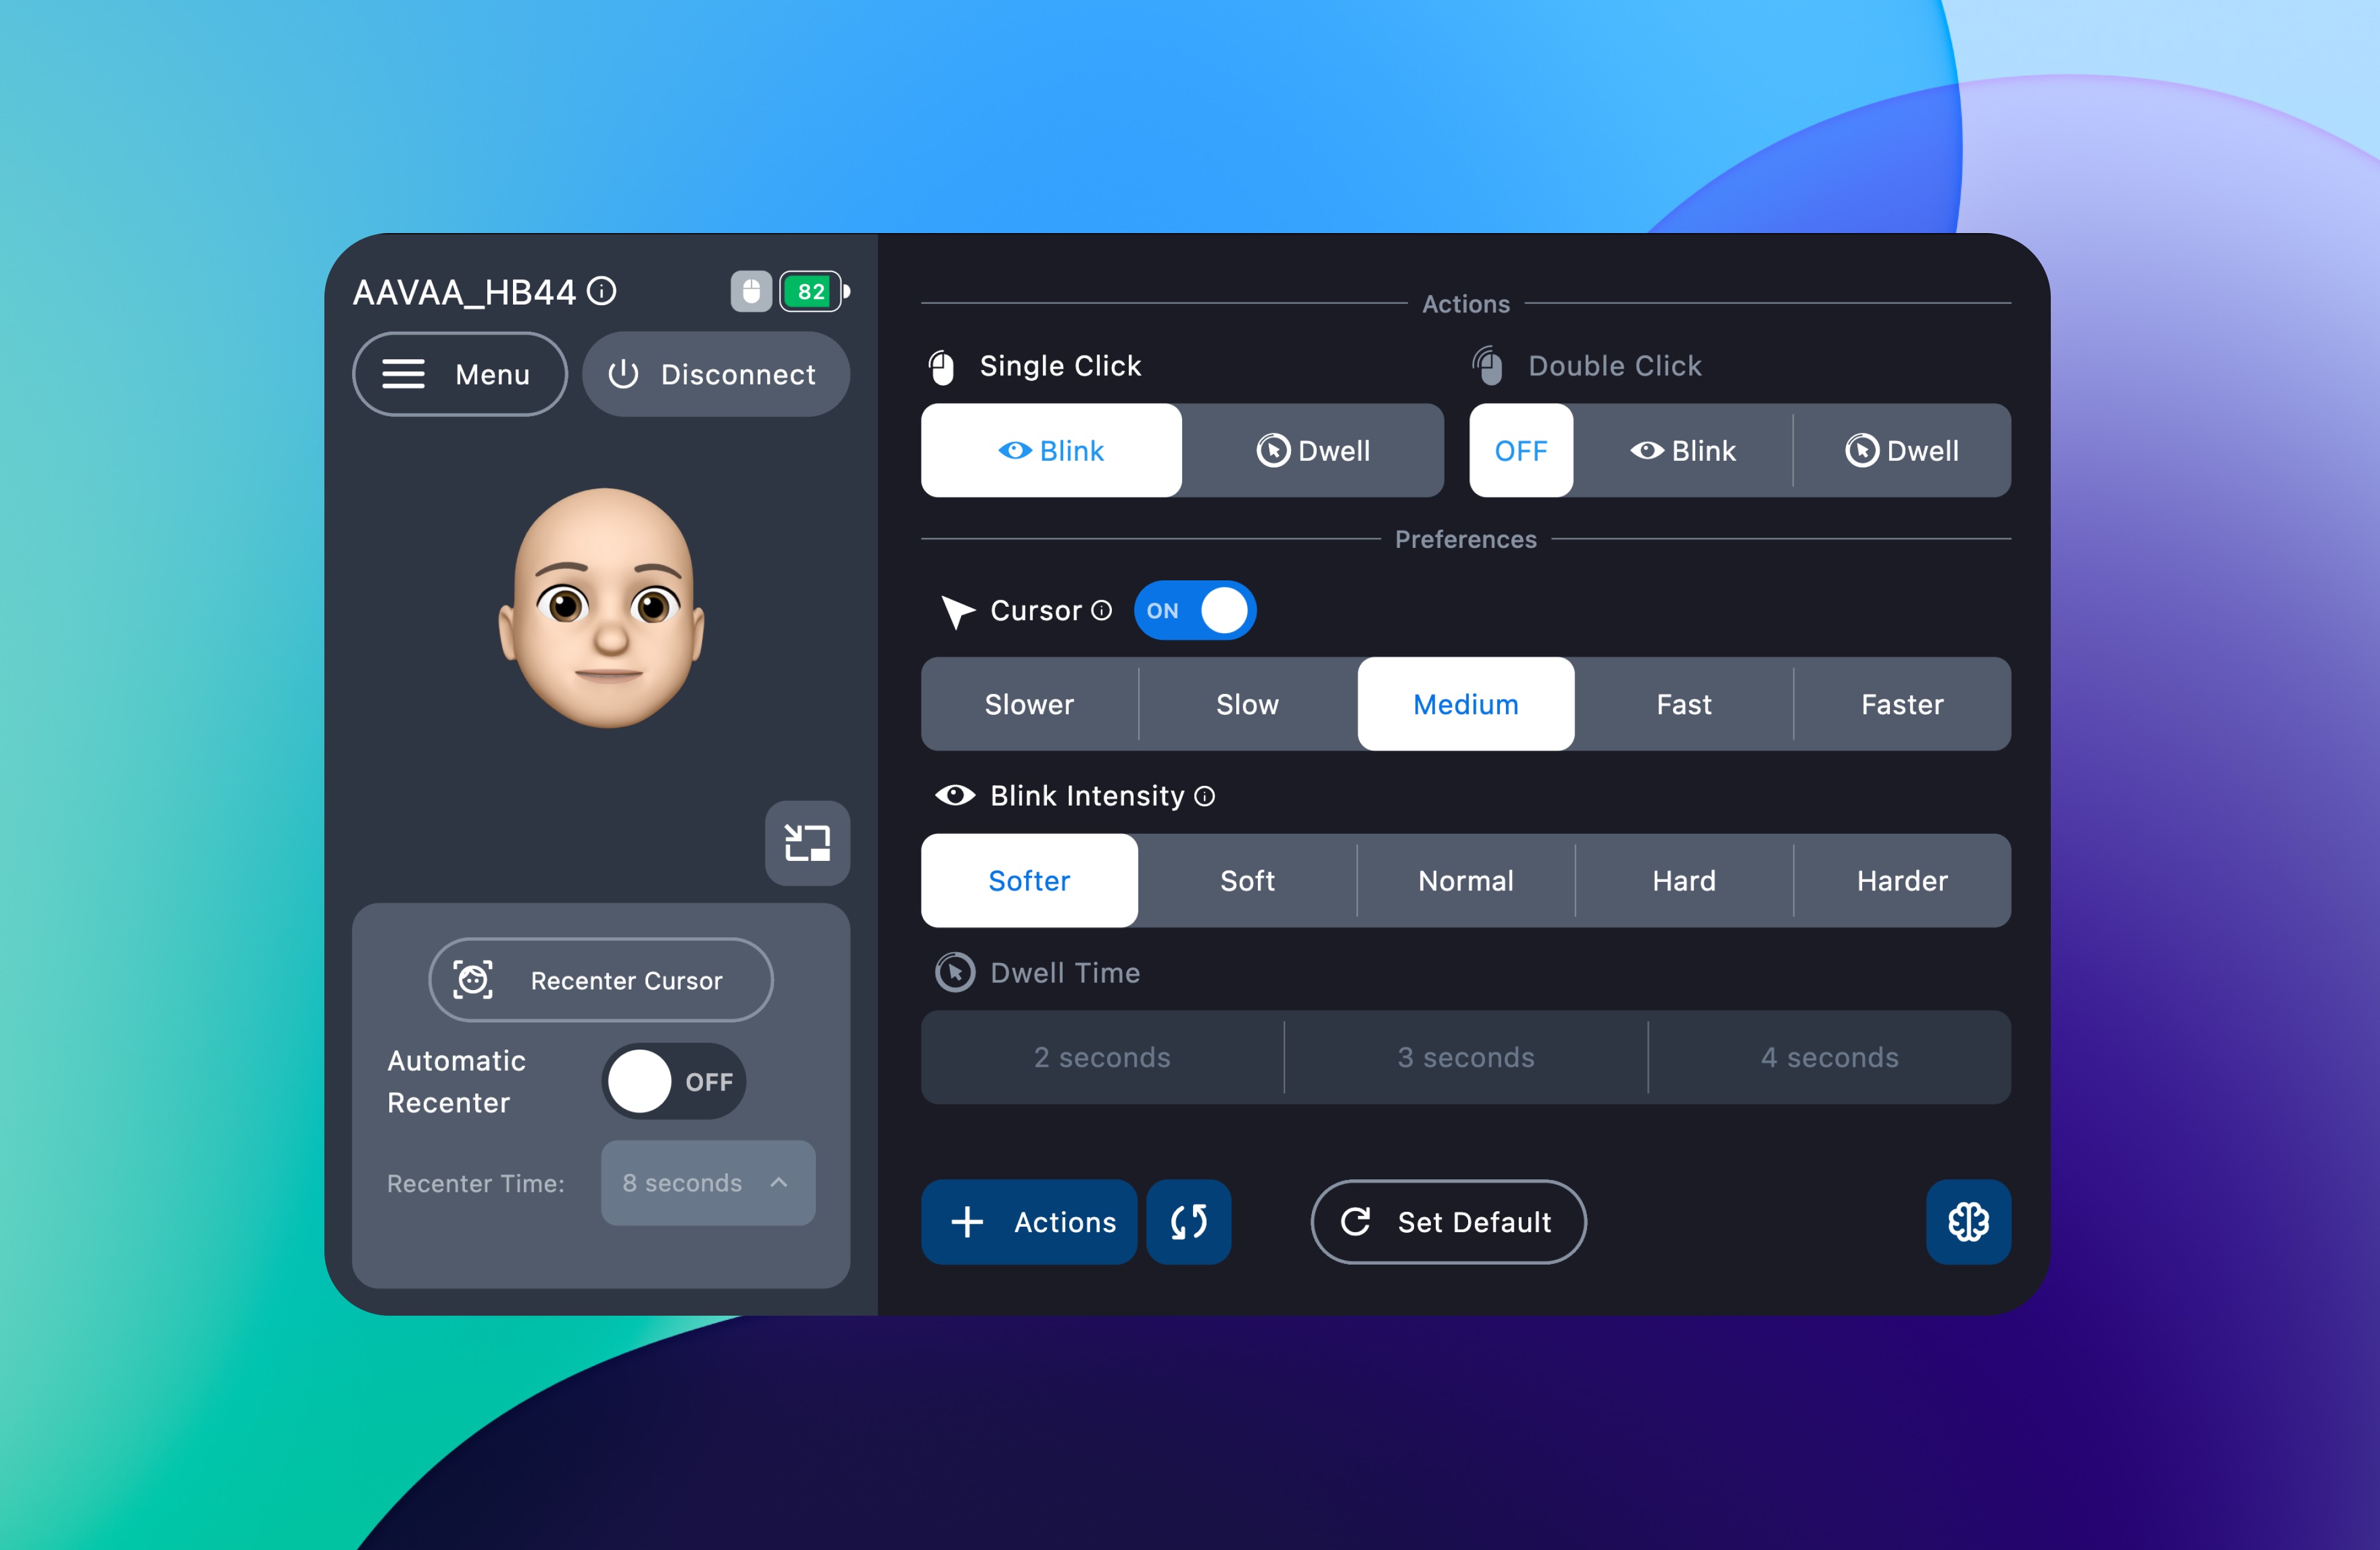 AAVAA_HB44
82
Menu
Disconnect
Recenter Cursor
Automatic
Recenter
OFF
Recenter Time:
8 seconds
Actions
Single Click
Double Click
Blink
Dwell
OFF
Blink
Dwell
Preferences
Cursor
ON
Slower
Slow
Medium
Fast
Faster
Blink Intensity
Softer
Soft
Normal
Hard
Harder
Dwell Time
2 seconds
3 seconds
4 seconds
Actions
Set Default